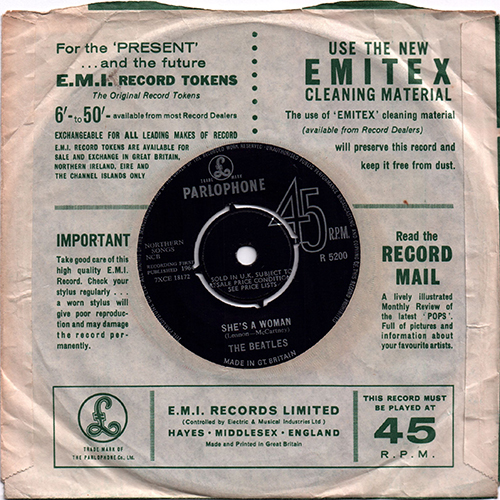 For the 'PRESENT'
...and the future
E.M.I. RECORD TOKENS
The Original Record Tokens
6'-to 50'- available from most Record Dealers
EXCHANGEABLE FOR ALL LEADING MAKES OF RECORD
E.M.I. RECORD TOKENS ARE AVAILABLE FOR
SALE AND EXCHANGE IN GREAT BRITAIN,
NORTHERN IRELAND, EIRE AND
THE CHANNEL ISLANDS ONLY
USE THE NEW
EMITEX
CLEANING MATERIAL
The use of 'EMITEX' cleaning material
(available from Record Dealers)
will preserve this record and
keep it free from dust.
TRADE MARK
PARLOPHONE
45
R.P.M.
R 5200
NORTHERN
SONGS
NCB
RECORDING FIRST
PUBLISHED
7XCE 18172
SOLD IN U.K. SUBJECT TO
RESALE PRICE CONDITIONS
SEE PRICE LISTS
SHE'S A WOMAN
(Lennon—McCartney)
THE BEATLES
MADE IN GT. BRITAIN
IMPORTANT
Take good care of this
high quality E.M.I.
Record. Check your
stylus regularly...
a worn stylus will
give poor reproduc-
tion and may damage
the record per-
manently.
Read the
RECORD
MAIL
A lively illustrated
Monthly Review of
the latest 'POPS'.
Full of pictures and
information about
your favourite artists.
TRADE MARK OF
THE PARLOPHONE Co. LTD.
E.M.I. RECORDS LIMITED
(Controlled by Electric & Musical Industries Ltd)
HAYES • MIDDLESEX • ENGLAND
Made and Printed in Great Britain
THIS RECORD MUST
BE PLAYED AT
45
R.P.M.